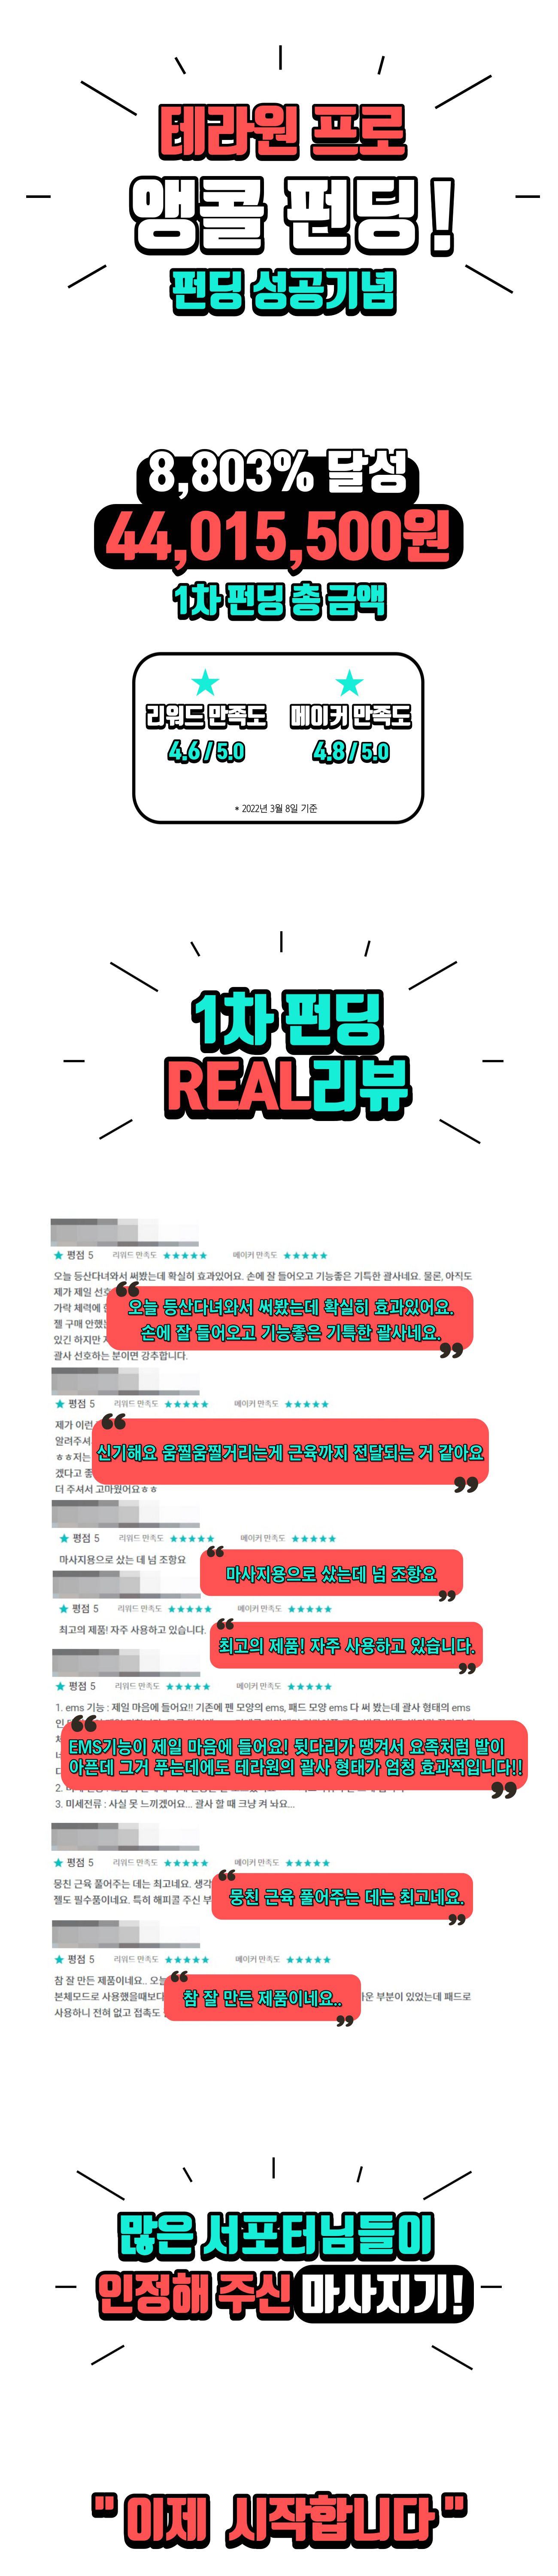 테라원 프로
앵콜 펀딩!
펀딩 성공기념
8,803% 달성
44,015,500원
1차 펀딩 총 금액
리워드 만족도 메이커 만족도
4.6 / 5.0 4.8 / 5.0
* 2022년 3월 8일 기준
1차 펀딩
REAL리뷰
평점 5 리워드 만족도 메이커 만족도
오늘 등산다녀와서 써봤는데 확실히 효과있어요. 손에 잘 들어오고 기능좋은 기특한 괄사네요. 물론, 아직도
제가 제일 선호
가락 체력에 한
젤 구매 안했는
있긴 하지만
괄사 선호하는 분이면 강추합니다.
오늘 등산다녀와서 써봤는데 확실히 효과있어요.
손에 잘 들어오고 기능좋은 기특한 괄사네요.
평점 5 리워드 만족도 메이커 만족도
제가 이런
알려주셔
ㅎㅎ저는
겠다고 좋
더 주셔서 고마웠어요ㅎㅎ
신기해요 움찔움찔거리는게 근육까지 전달되는 거 같아요
평점 5 리워드 만족도 메이커 만족도
마사지용으로 샀는 데 넘 조항요
마사지용으로 샀는데 넘 조항요
평점 5 리워드 만족도 메이커 만족도
최고의 제품! 자주 사용하고 있습니다.
최고의 제품! 자주 사용하고 있습니다.
평점 5 리워드 만족도 메이커 만족도
1. ems 기능 : 제일 마음에 들어요!! 기존에 펜 모양의 ems, 패드 모양 ems 다 써 봤는데 괄사 형태의 ems
EMS기능이 제일 마음에 들어요! 뒷다리가 땡겨서 요족처럼 발이
아픈데 그거 푸는데에도 테라원의 괄사 형태가 엄청 효과적입니다!!
3. 미세전류 : 사실 못 느끼겠어요... 괄사 할 때 크냥 켜 놔요...
평점 5 리워드 만족도 메이커 만족도
뭉친 근육 풀어주는 데는 최고네요. 생각
젤도 필수품이네요. 특히 해피콜 주신 부
뭉친 근육 풀어주는 데는 최고네요.
평점 5 리워드 만족도 메이커 만족도
참 잘 만든 제품이네요.. 오늘
본체모드로 사용했을때보다 운 부분이 있었는데 패드로
사용하니 전혀 없고 접촉도
참 잘 만든 제품이네요..
많은 서포터님들이
인정해 주신 마사지기!
" 이제 시작합니다 "